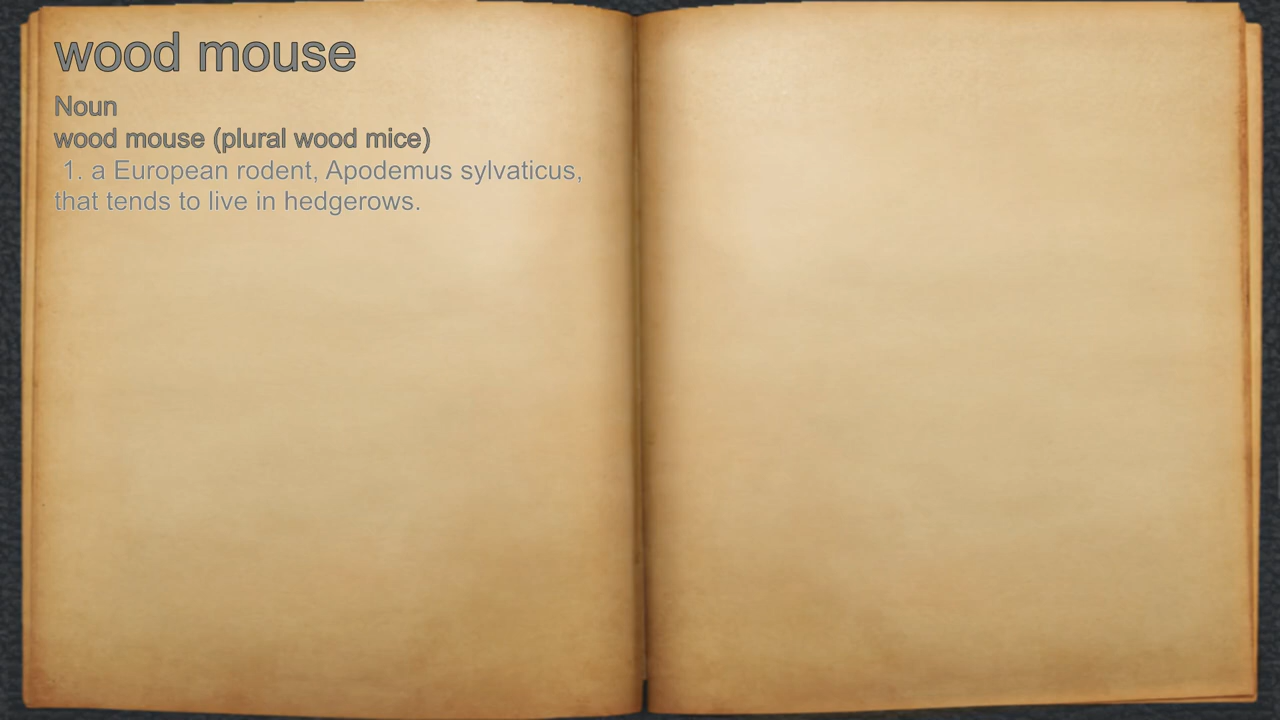 wood mouse
Noun
wood mouse (plural wood mice)
1. a European rodent, Apodemus sylvaticus,
that tends to live in hedgerows.